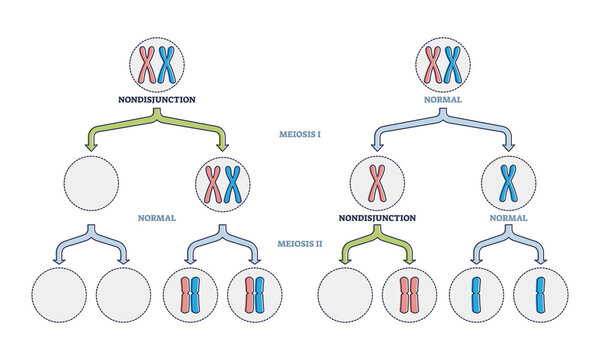 NONDISJUNCTION
NORMAL
MEIOSIS I
NORMAL
NONDISJUNCTION
NORMAL
MEIOSIS II